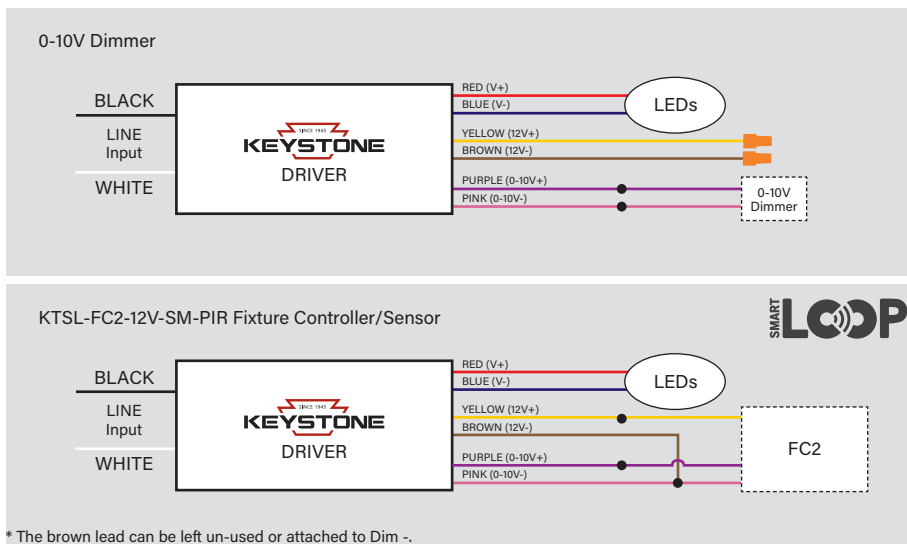 0-10V Dimmer
BLACK
LINE
Input
WHITE
SINCE 1945
KEYSTONE
DRIVER
RED (V+)
BLUE (V-)
YELLOW (12V+)
BROWN (12V-)
PURPLE (0-10V+)
PINK (0-10V-)
LEDs
0-10V
Dimmer
KTSL-FC2-12V-SM-PIR Fixture Controller/Sensor
SMART
LOOP
BLACK
LINE
Input
WHITE
SINCE 1945
KEYSTONE
DRIVER
RED (V+)
BLUE (V-)
YELLOW (12V+)
BROWN (12V-)
PURPLE (0-10V+)
PINK (0-10V-)
LEDs
FC2
* The brown lead can be left un-used or attached to Dim -.